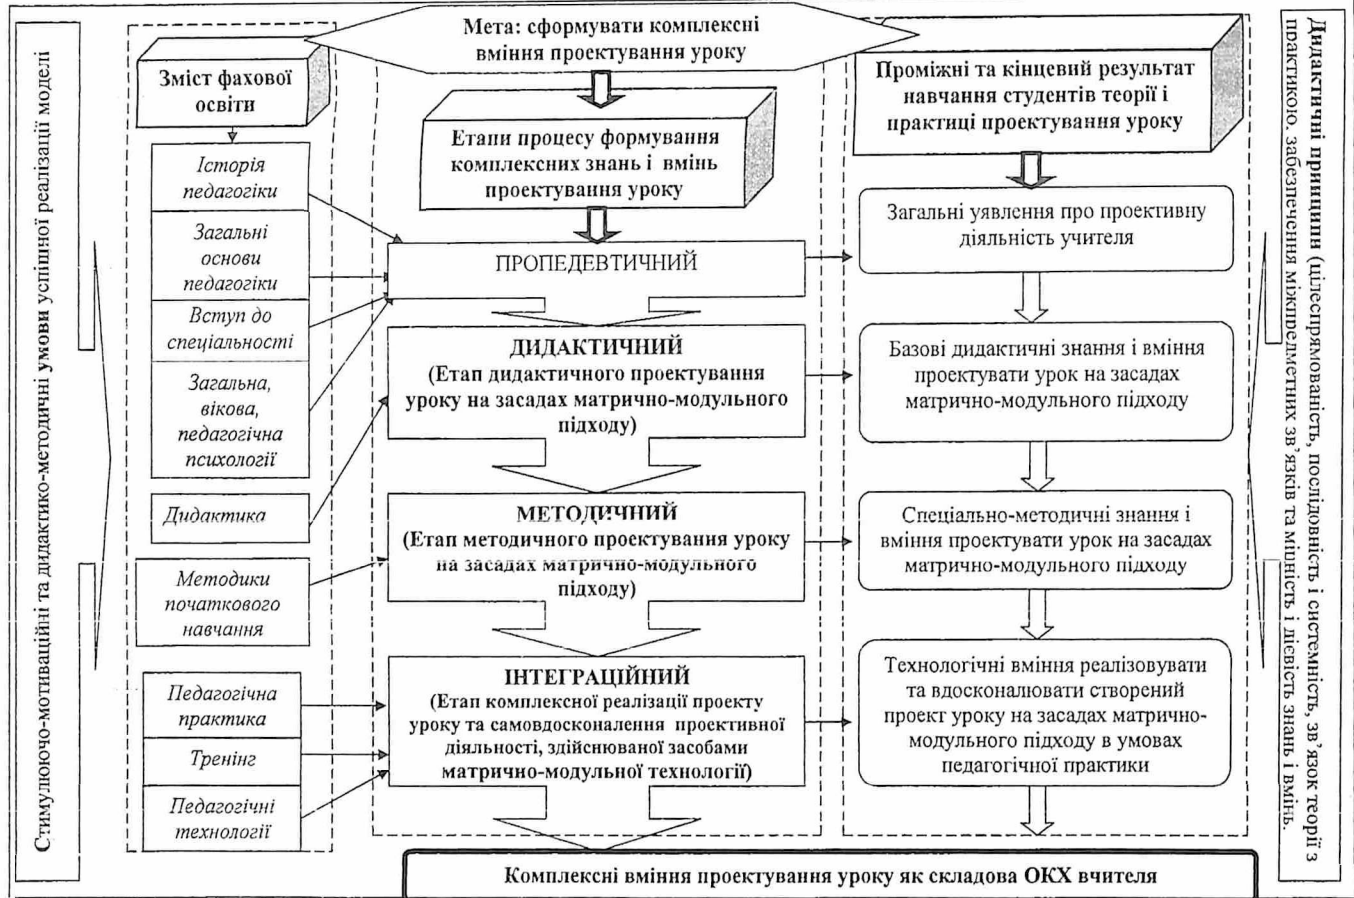 Мета: сформувати комплексні
вміння проектування уроку
Стимулюючо-мотиваційні та дидактико-методичні умови успішної реалізації моделі
Зміст фахової
освіти
Історія
педагогіки
Загальні
основи
педагогіки
Вступ до
спеціальності
Загальна,
вікова,
педагогічна
психології
Дидактика
Методики
початкового
навчання
Педагогічна
практика
Тренінг
Педагогічні
технології
Етапи процесу формування
комплексних знань і вмінь
проектування уроку
ПРОПЕДЕВТИЧНИЙ
ДИДАКТИЧНИЙ
(Етап дидактичного проектування
уроку на засадах матрично-модульного
підходу)
МЕТОДИЧНИЙ
(Етап методичного проектування уроку
на засадах матрично-модульного
підходу)
ІНТЕГРАЦІЙНИЙ
(Етап комплексної реалізації проекту
уроку та самовдосконалення проективної
діяльності, здійснюваної засобами
матрично-модульної технології)
Проміжні та кінцевий результат
навчання студентів теорії і
практиці проектування уроку
Загальні уявлення про проективну
діяльність учителя
Базові дидактичні знання і вміння
проектувати урок на засадах
матрично-модульного підходу
Спеціально-методичні знання і
вміння проектувати урок на засадах
матрично-модульного підходу
Технологічні вміння реалізовувати
та вдосконалювати створений
проект уроку на засадах матрично-
модульного підходу в умовах
педагогічної практики
Дидактичні принципи (цілеспрямованість, послідовність і системність, зв'язок теорії з
практикою, забезпечення міжпредметних зв'язків та міцність і дієвість знань і вмінь.
Комплексні вміння проектування уроку як складова ОКХ вчителя